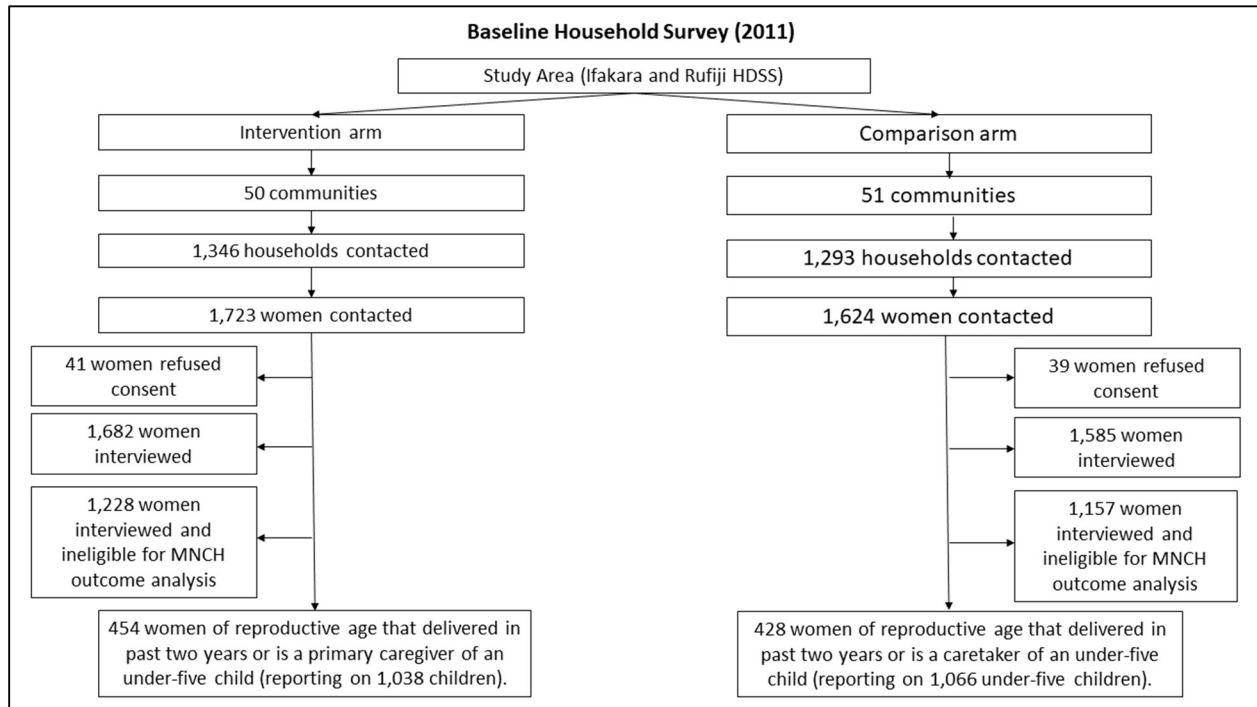 Baseline Household Survey (2011)
Study Area (Ifakara and Rufiji HDSS)
Intervention arm
50 communities
1,346 households contacted
1,723 women contacted
41 women refused
consent
1,682 women
interviewed
1,228 women
interviewed and
ineligible for MNCH
outcome analysis
454 women of reproductive age that delivered in
past two years or is a primary caregiver of an
under-five child (reporting on 1,038 children).
Comparison arm
51 communities
1,293 households contacted
1,624 women contacted
39 women refused
consent
1,585 women
interviewed
1,157 women
interviewed and
ineligible for MNCH
outcome analysis
428 women of reproductive age that delivered in
past two years or is a caretaker of an under-five
child (reporting on 1,066 under-five children).